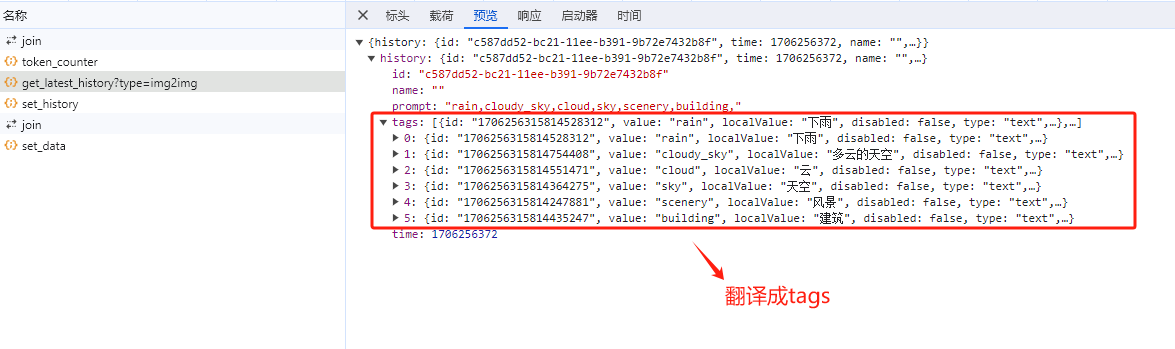 名称
join
token_counter
get_latest_history?type=img2img
set_history
join
set_data
标头 载荷 预览 响应 启动器 时间
{history: {id: "c587dd52-bc21-11ee-b391-9b72e7432b8f", time: 1706256372, name: "",…}}
history: {id: "c587dd52-bc21-11ee-b391-9b72e7432b8f", time: 1706256372, name: "",…}
id: "c587dd52-bc21-11ee-b391-9b72e7432b8f"
name: ""
prompt: "rain,cloudy_sky,cloud,sky,scenery,building,"
tags: [{id: "1706256315814528312", value: "rain", localValue: "下雨", disabled: false, type: "text",…},…]
0: {id: "1706256315814528312", value: "rain", localValue: "下雨", disabled: false, type: "text",…}
1: {id: "1706256315814754408", value: "cloudy_sky", localValue: "多云的天空", disabled: false, type: "text",…}
2: {id: "1706256315814551471", value: "cloud", localValue: "云", disabled: false, type: "text",…}
3: {id: "1706256315814364275", value: "sky", localValue: "天空", disabled: false, type: "text",…}
4: {id: "1706256315814247881", value: "scenery", localValue: "风景", disabled: false, type: "text",…}
5: {id: "1706256315814435247", value: "building", localValue: "建筑", disabled: false, type: "text",…}
time: 1706256372
翻译成tags